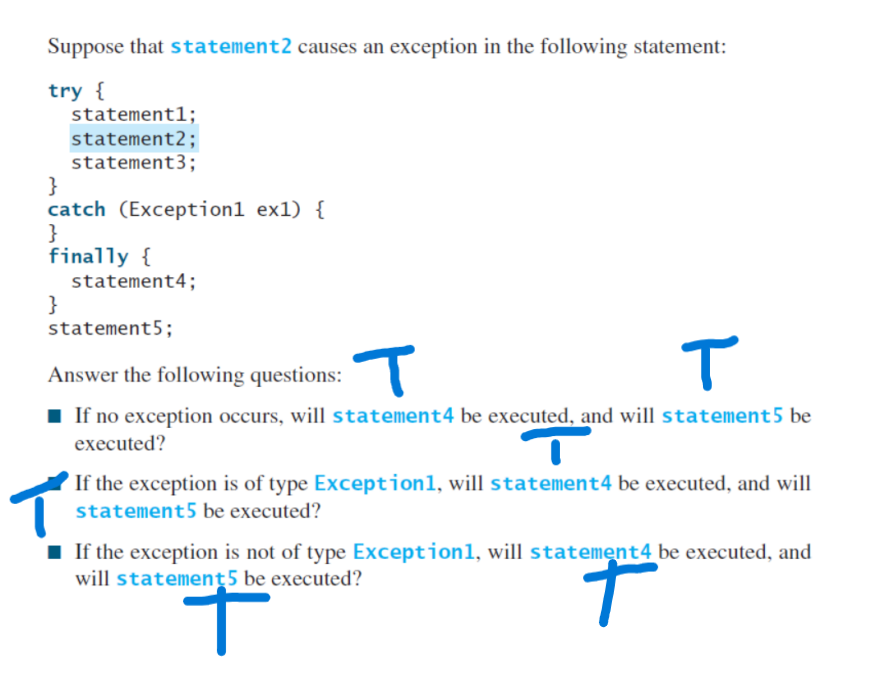 Suppose that statement2 causes an exception in the following statement:
try {
statement1;
statement2;
statement3;
}
catch (Exception1 ex1) {
}
finally {
statement4;
}
statement5;
T
T
Answer the following questions:
■ If no exception occurs, will statement4 be executed, and will statement5 be
executed?
T
T
■ If the exception is of type Exception1, will statement4 be executed, and will
statement5 be executed?
■ If the exception is not of type Exception1, will statement4 be executed, and
will statement5 be executed?
T
T